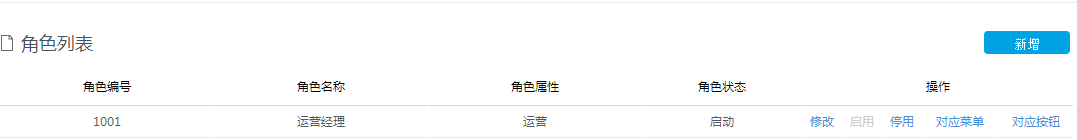 角色列表 新增
角色编号 角色名称 角色属性 角色状态 操作
1001 运营经理 运营 启动 修改 启用 停用 对应菜单 对应按钮